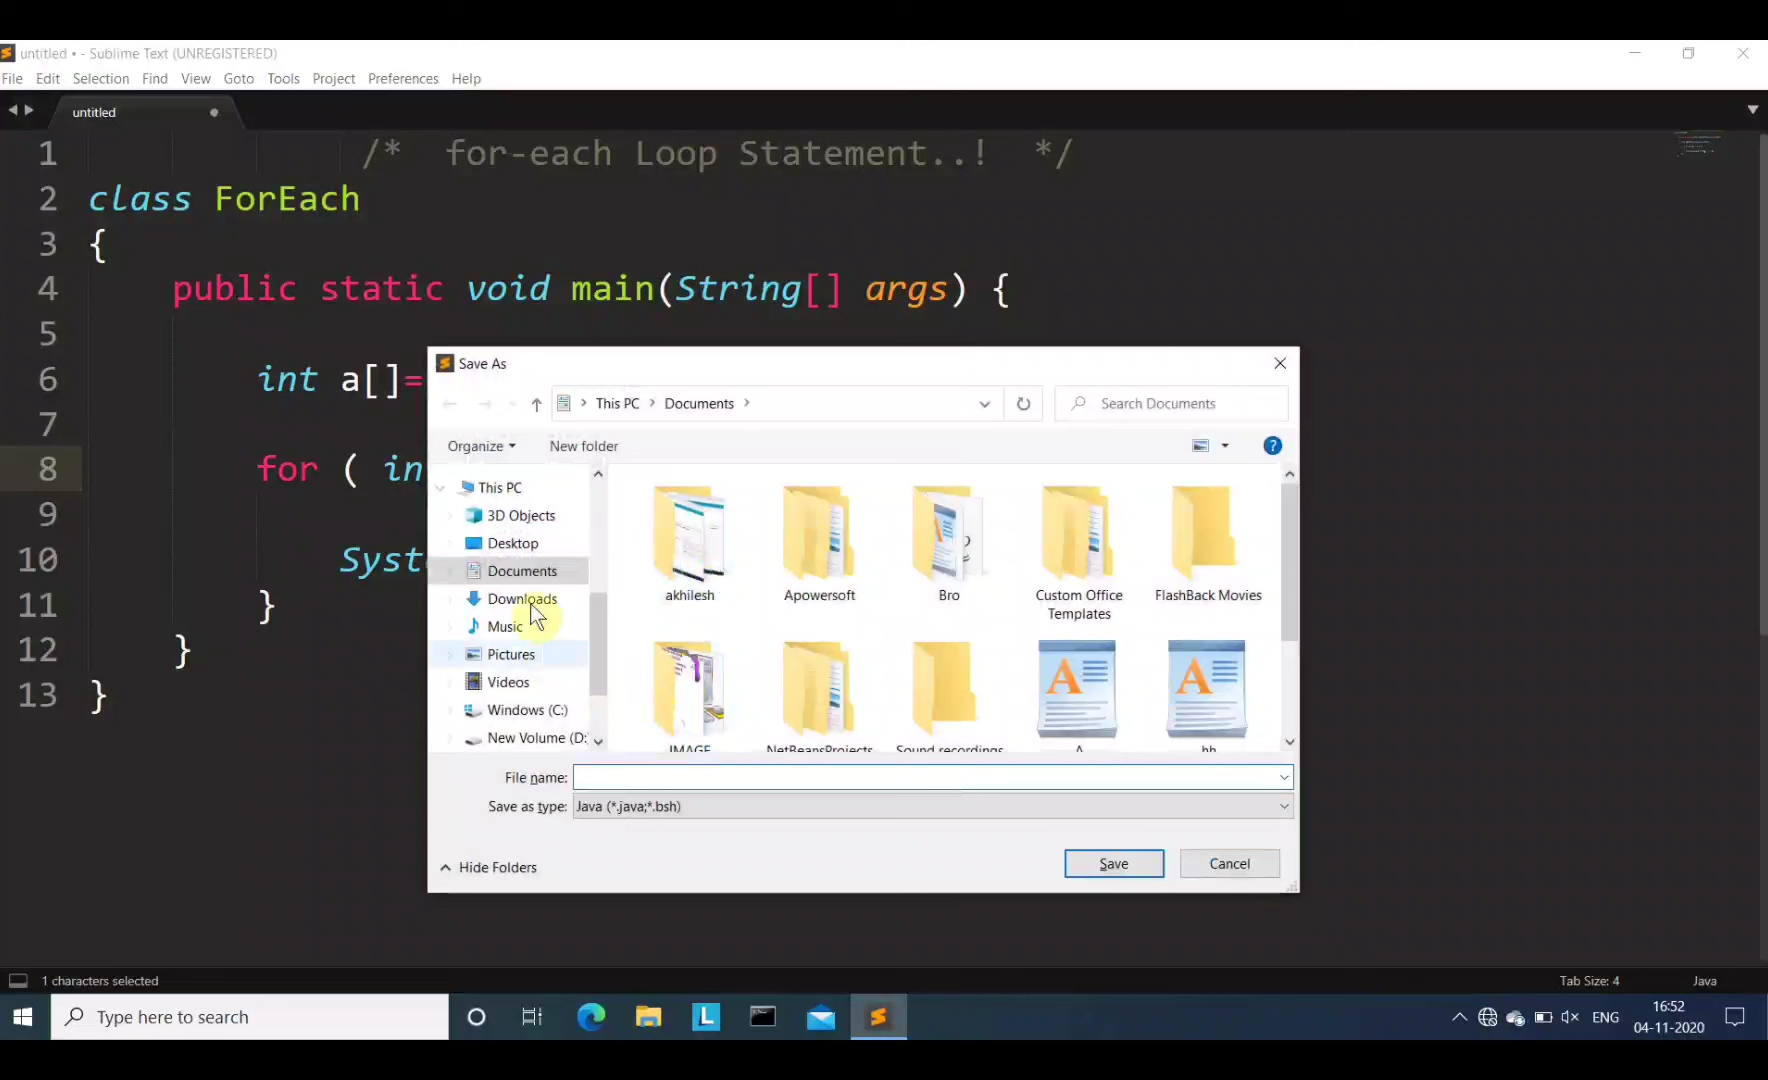 untitled • - Sublime Text (UNREGISTERED)
File Edit Selection Find View Goto Tools Project Preferences Help
untitled
1 /* for-each Loop Statement..! */
2 class ForEach
3 {
4 public static void main(String[] args) {
5
6 int a[]=
7
8 for ( in
9
10 Syst
11 }
12 }
13 }
Save As
This PC > Documents >
Search Documents
Organize New folder
This PC
3D Objects
Desktop
Documents
Downloads
Music
Pictures
Videos
Windows (C:)
New Volume (D:
akhilesh Apowersoft Bro Custom Office Templates FlashBack Movies
IMAGE NetBeansProjects Sound recordings A hh
File name:
Save as type: Java (*.java;*.bsh)
Hide Folders
Save Cancel
1 characters selected
Tab Size: 4 Java
Type here to search
L
ENG
16:52
04-11-2020